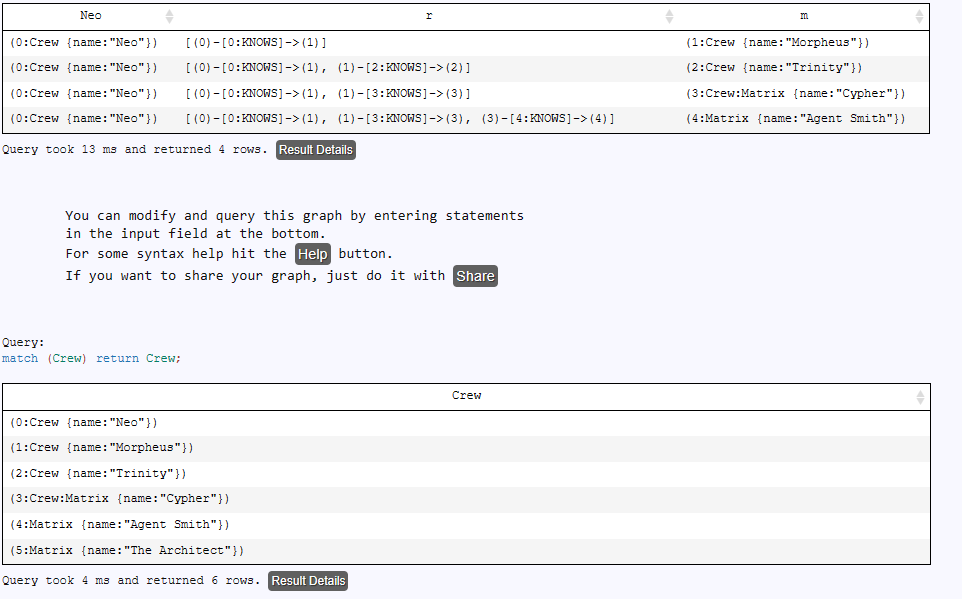 Neo r m
(0:Crew {name:"Neo"}) [(0)-[0:KNOWS]->(1)] (1:Crew {name:"Morpheus"})
(0:Crew {name:"Neo"}) [(0)-[0:KNOWS]->(1), (1)-[2:KNOWS]->(2)] (2:Crew {name:"Trinity"})
(0:Crew {name:"Neo"}) [(0)-[0:KNOWS]->(1), (1)-[3:KNOWS]->(3)] (3:Crew:Matrix {name:"Cypher"})
(0:Crew {name:"Neo"}) [(0)-[0:KNOWS]->(1), (1)-[3:KNOWS]->(3), (3)-[4:KNOWS]->(4)] (4:Matrix {name:"Agent Smith"})
Query took 13 ms and returned 4 rows. Result Details
You can modify and query this graph by entering statements
in the input field at the bottom.
For some syntax help hit the Help button.
If you want to share your graph, just do it with Share
Query:
match (Crew) return Crew;
Crew
(0:Crew {name:"Neo"})
(1:Crew {name:"Morpheus"})
(2:Crew {name:"Trinity"})
(3:Crew:Matrix {name:"Cypher"})
(4:Matrix {name:"Agent Smith"})
(5:Matrix {name:"The Architect"})
Query took 4 ms and returned 6 rows. Result Details